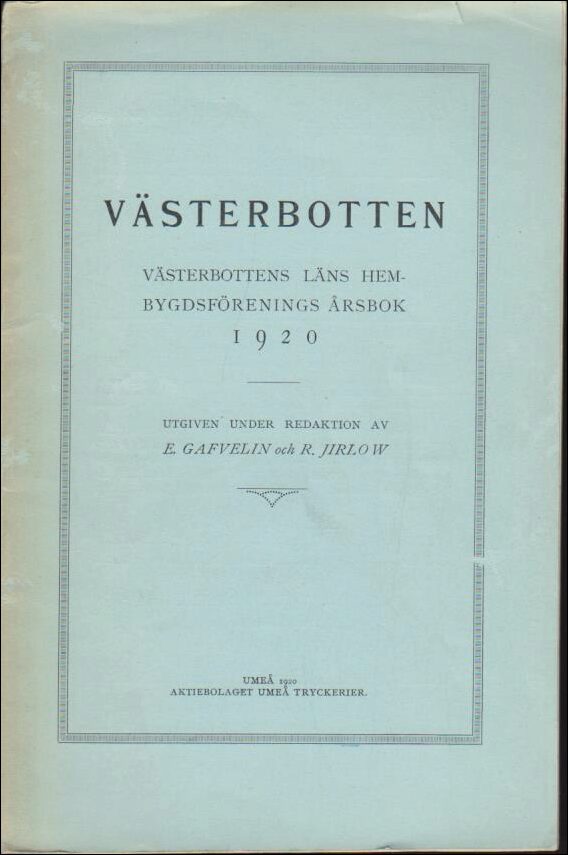 VÄSTERBOTTEN
VÄSTERBOTTENS LÄNS HEM-
BYGDSFÖRENINGS ÅRSBOK
1920
UTGIVEN UNDER REDAKTION AV
E. GAFVELIN och R. JIRLOW
UMEÅ 1920
AKTIEBOLAGET UMEÅ TRYCKERIER.